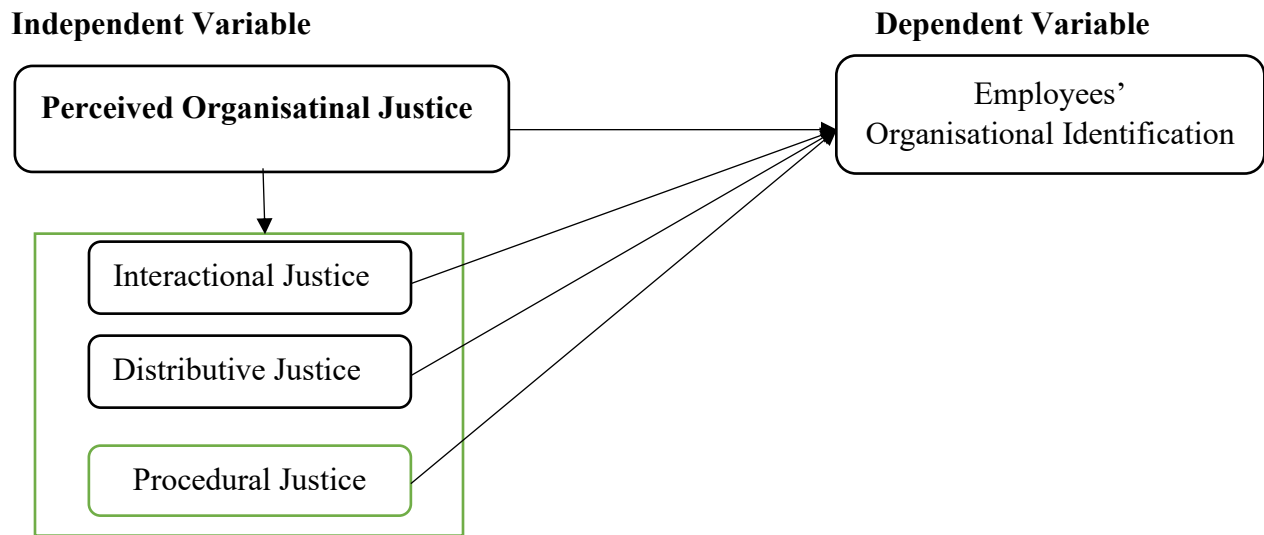 Independent Variable
Dependent Variable
Perceived Organisatinal Justice
Employees’
Organisational Identification
Interactional Justice
Distributive Justice
Procedural Justice